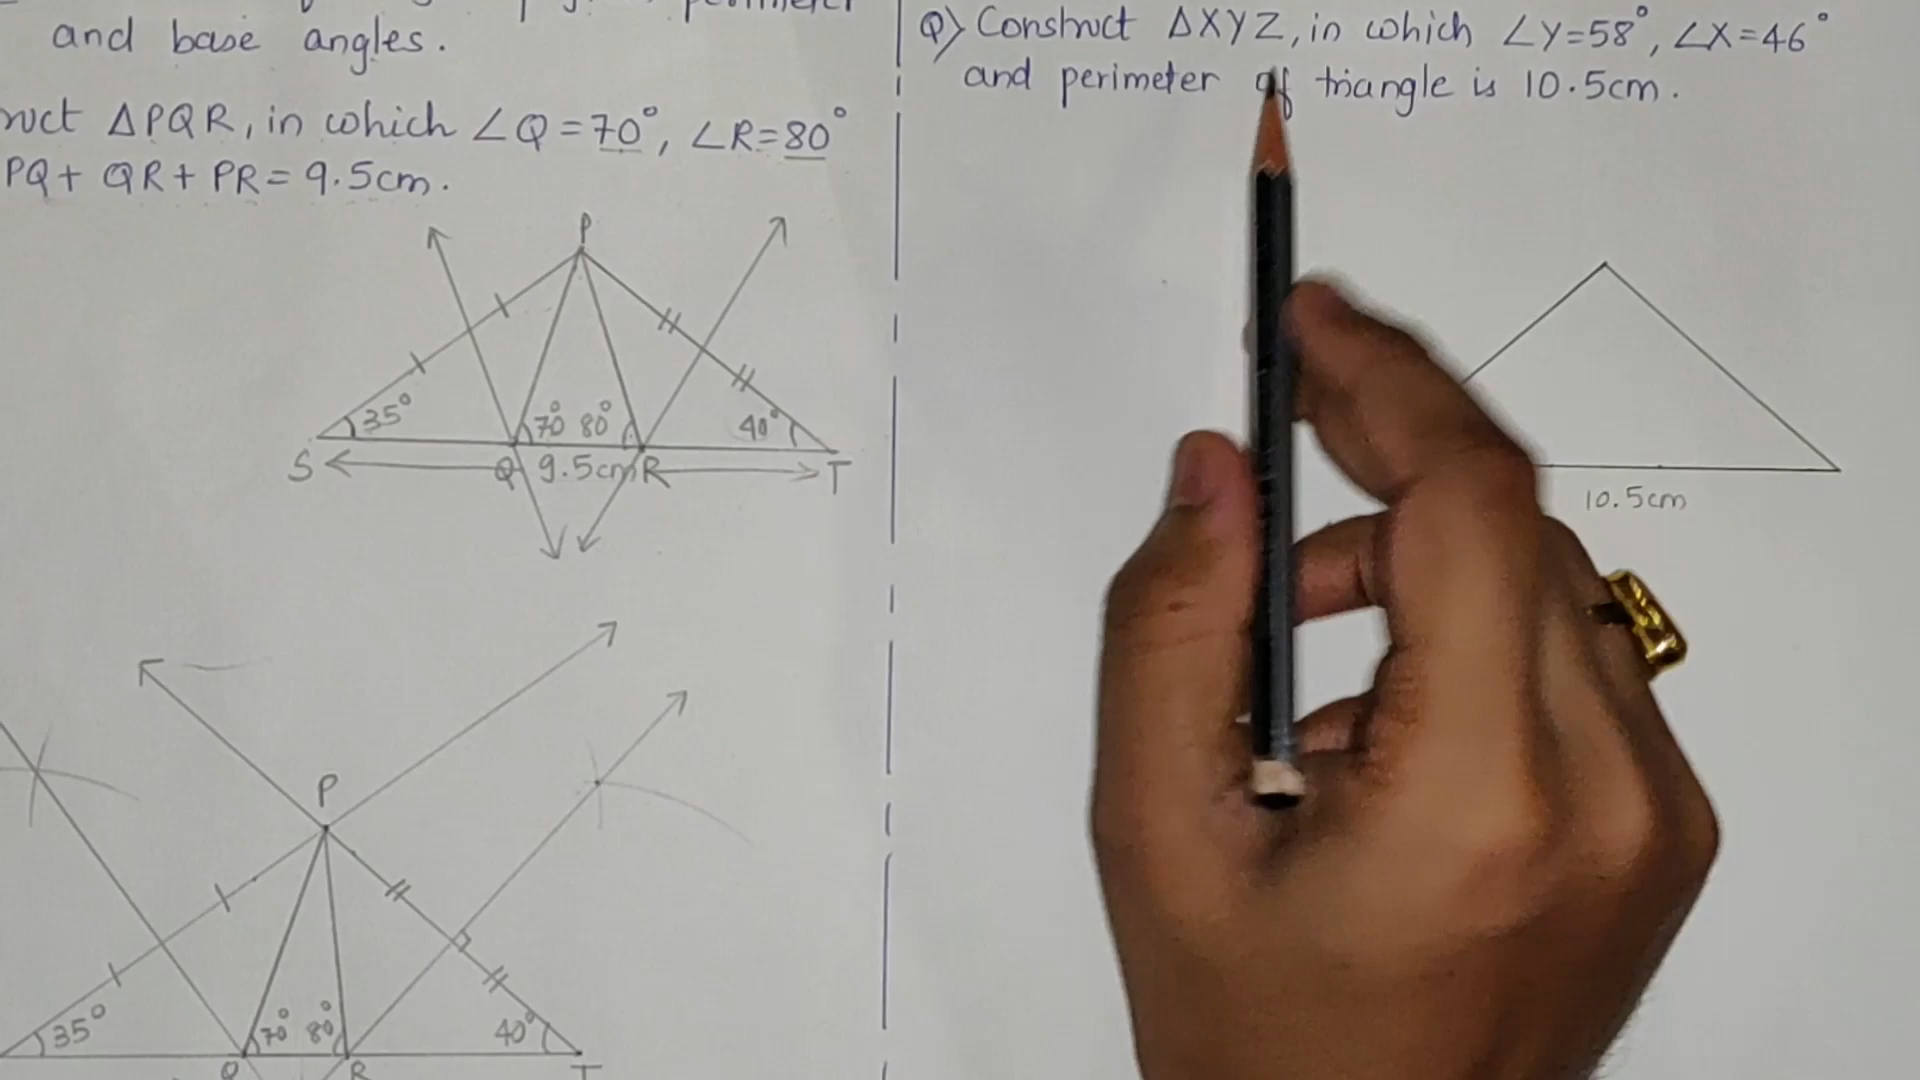 and base angles.
ruct ΔPQR, in which ∠Q = 70°, ∠R = 80°
PQ + QR + PR = 9.5cm.
P
35°
70° 80°
40°
S
Q 9.5cm R
T
P
35°
70° 80°
40°
Q
R
T
Q) Construct ΔXYZ, in which ∠Y=58°, ∠X=46°
and perimeter of triangle is 10.5cm.
10.5cm